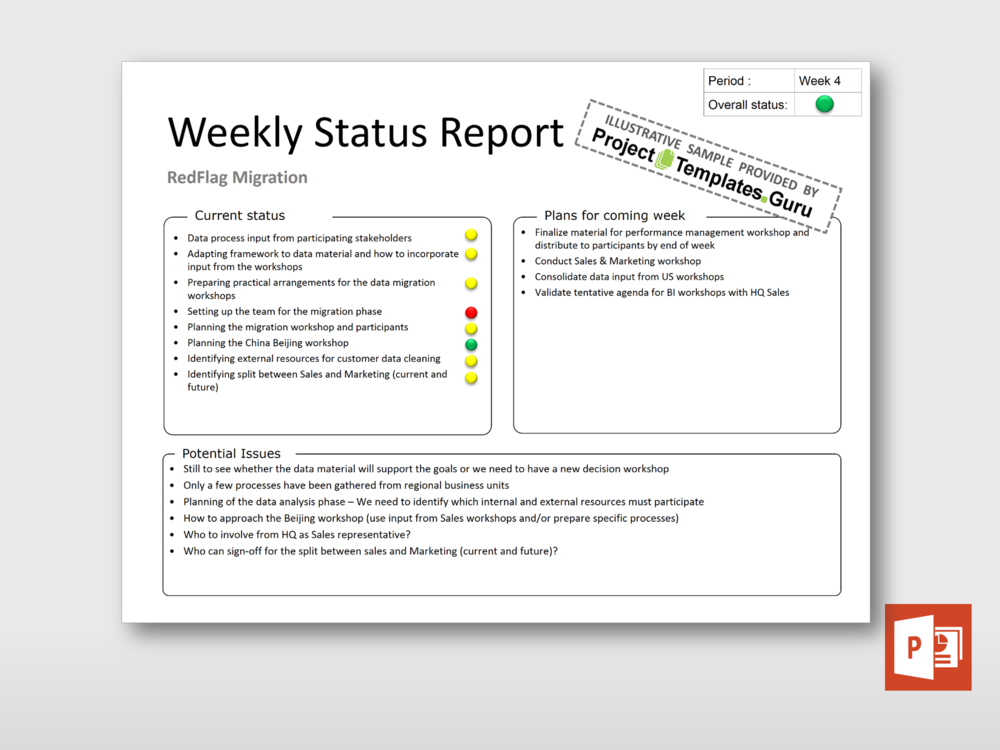 Period :
Week 4
Overall status:
Weekly Status Report
ILLUSTRATIVE SAMPLE PROVIDED BY
Project Templates.Guru
RedFlag Migration
Current status
• Data process input from participating stakeholders
• Adapting framework to data material and how to incorporate
input from the workshops
• Preparing practical arrangements for the data migration
workshops
• Setting up the team for the migration phase
• Planning the migration workshop and participants
• Planning the China Beijing workshop
• Identifying external resources for customer data cleaning
• Identifying split between Sales and Marketing (current and
future)
Plans for coming week
• Finalize material for performance management workshop and
distribute to participants by end of week
• Conduct Sales & Marketing workshop
• Consolidate data input from US workshops
• Validate tentative agenda for BI workshops with HQ Sales
Potential Issues
• Still to see whether the data material will support the goals or we need to have a new decision workshop
• Only a few processes have been gathered from regional business units
• Planning of the data analysis phase – We need to identify which internal and external resources must participate
• How to approach the Beijing workshop (use input from Sales workshops and/or prepare specific processes)
• Who to involve from HQ as Sales representative?
• Who can sign-off for the split between sales and Marketing (current and future)?
P